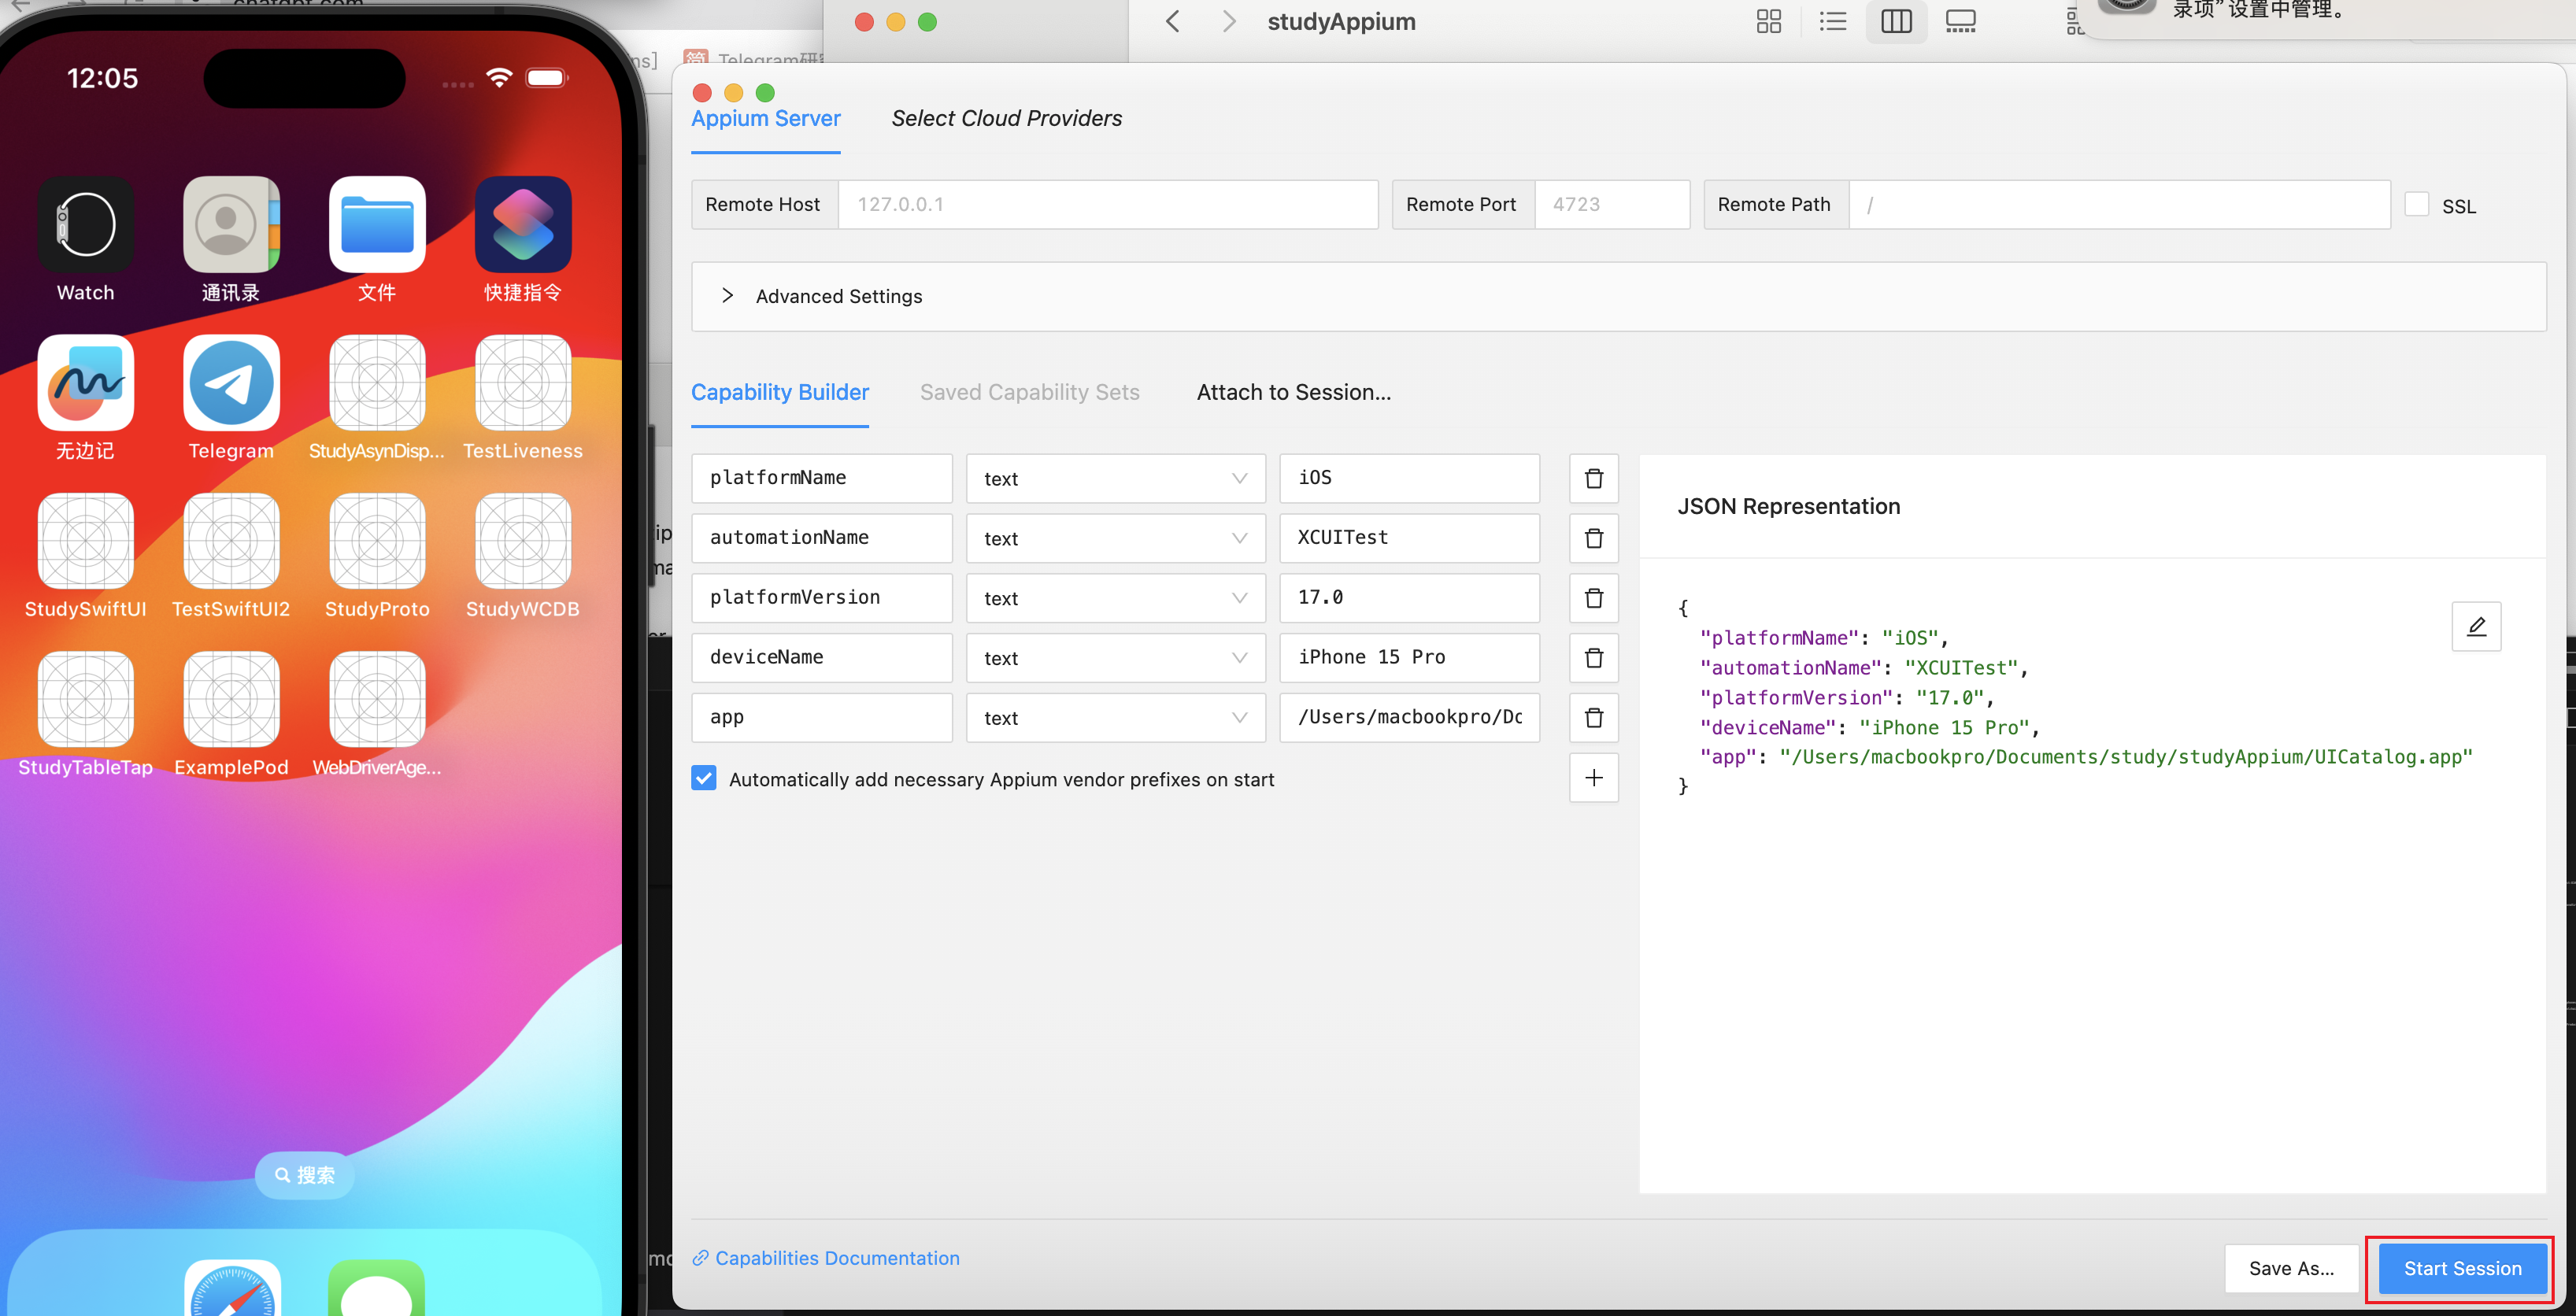 12:05
Watch
通讯录
文件
快捷指令
无边记
Telegram
StudyAsynDisp...
TestLiveness
StudySwiftUI
TestSwiftUI2
StudyProto
StudyWCDB
StudyTableTap
ExamplePod
WebDriverAge...
搜索
studyAppium
录项”设置中管理。
Appium Server
Select Cloud Providers
Remote Host 127.0.0.1
Remote Port 4723
Remote Path /
SSL
Advanced Settings
Capability Builder
Saved Capability Sets
Attach to Session...
platformName text iOS
automationName text XCUITest
platformVersion text 17.0
deviceName text iPhone 15 Pro
app text /Users/macbookpro/Do
Automatically add necessary Appium vendor prefixes on start
JSON Representation
{
"platformName": "iOS",
"automationName": "XCUITest",
"platformVersion": "17.0",
"deviceName": "iPhone 15 Pro",
"app": "/Users/macbookpro/Documents/study/studyAppium/UICatalog.app"
}
Capabilities Documentation
Save As...
Start Session